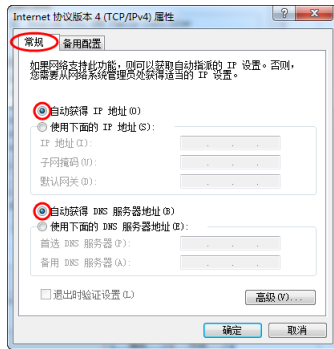 Internet 协议版本 4 (TCP/IPv4) 属性
常规 备用配置
如果网络支持此功能，则可以获取自动指派的 IP 设置。否则，
您需要从网络系统管理员处获得适当的 IP 设置。
自动获得 IP 地址(O)
使用下面的 IP 地址(S):
IP 地址(I):
子网掩码(U):
默认网关(D):
自动获得 DNS 服务器地址(B)
使用下面的 DNS 服务器地址(E):
首选 DNS 服务器(P):
备用 DNS 服务器(A):
退出时验证设置(L)
高级(V)...
确定 取消